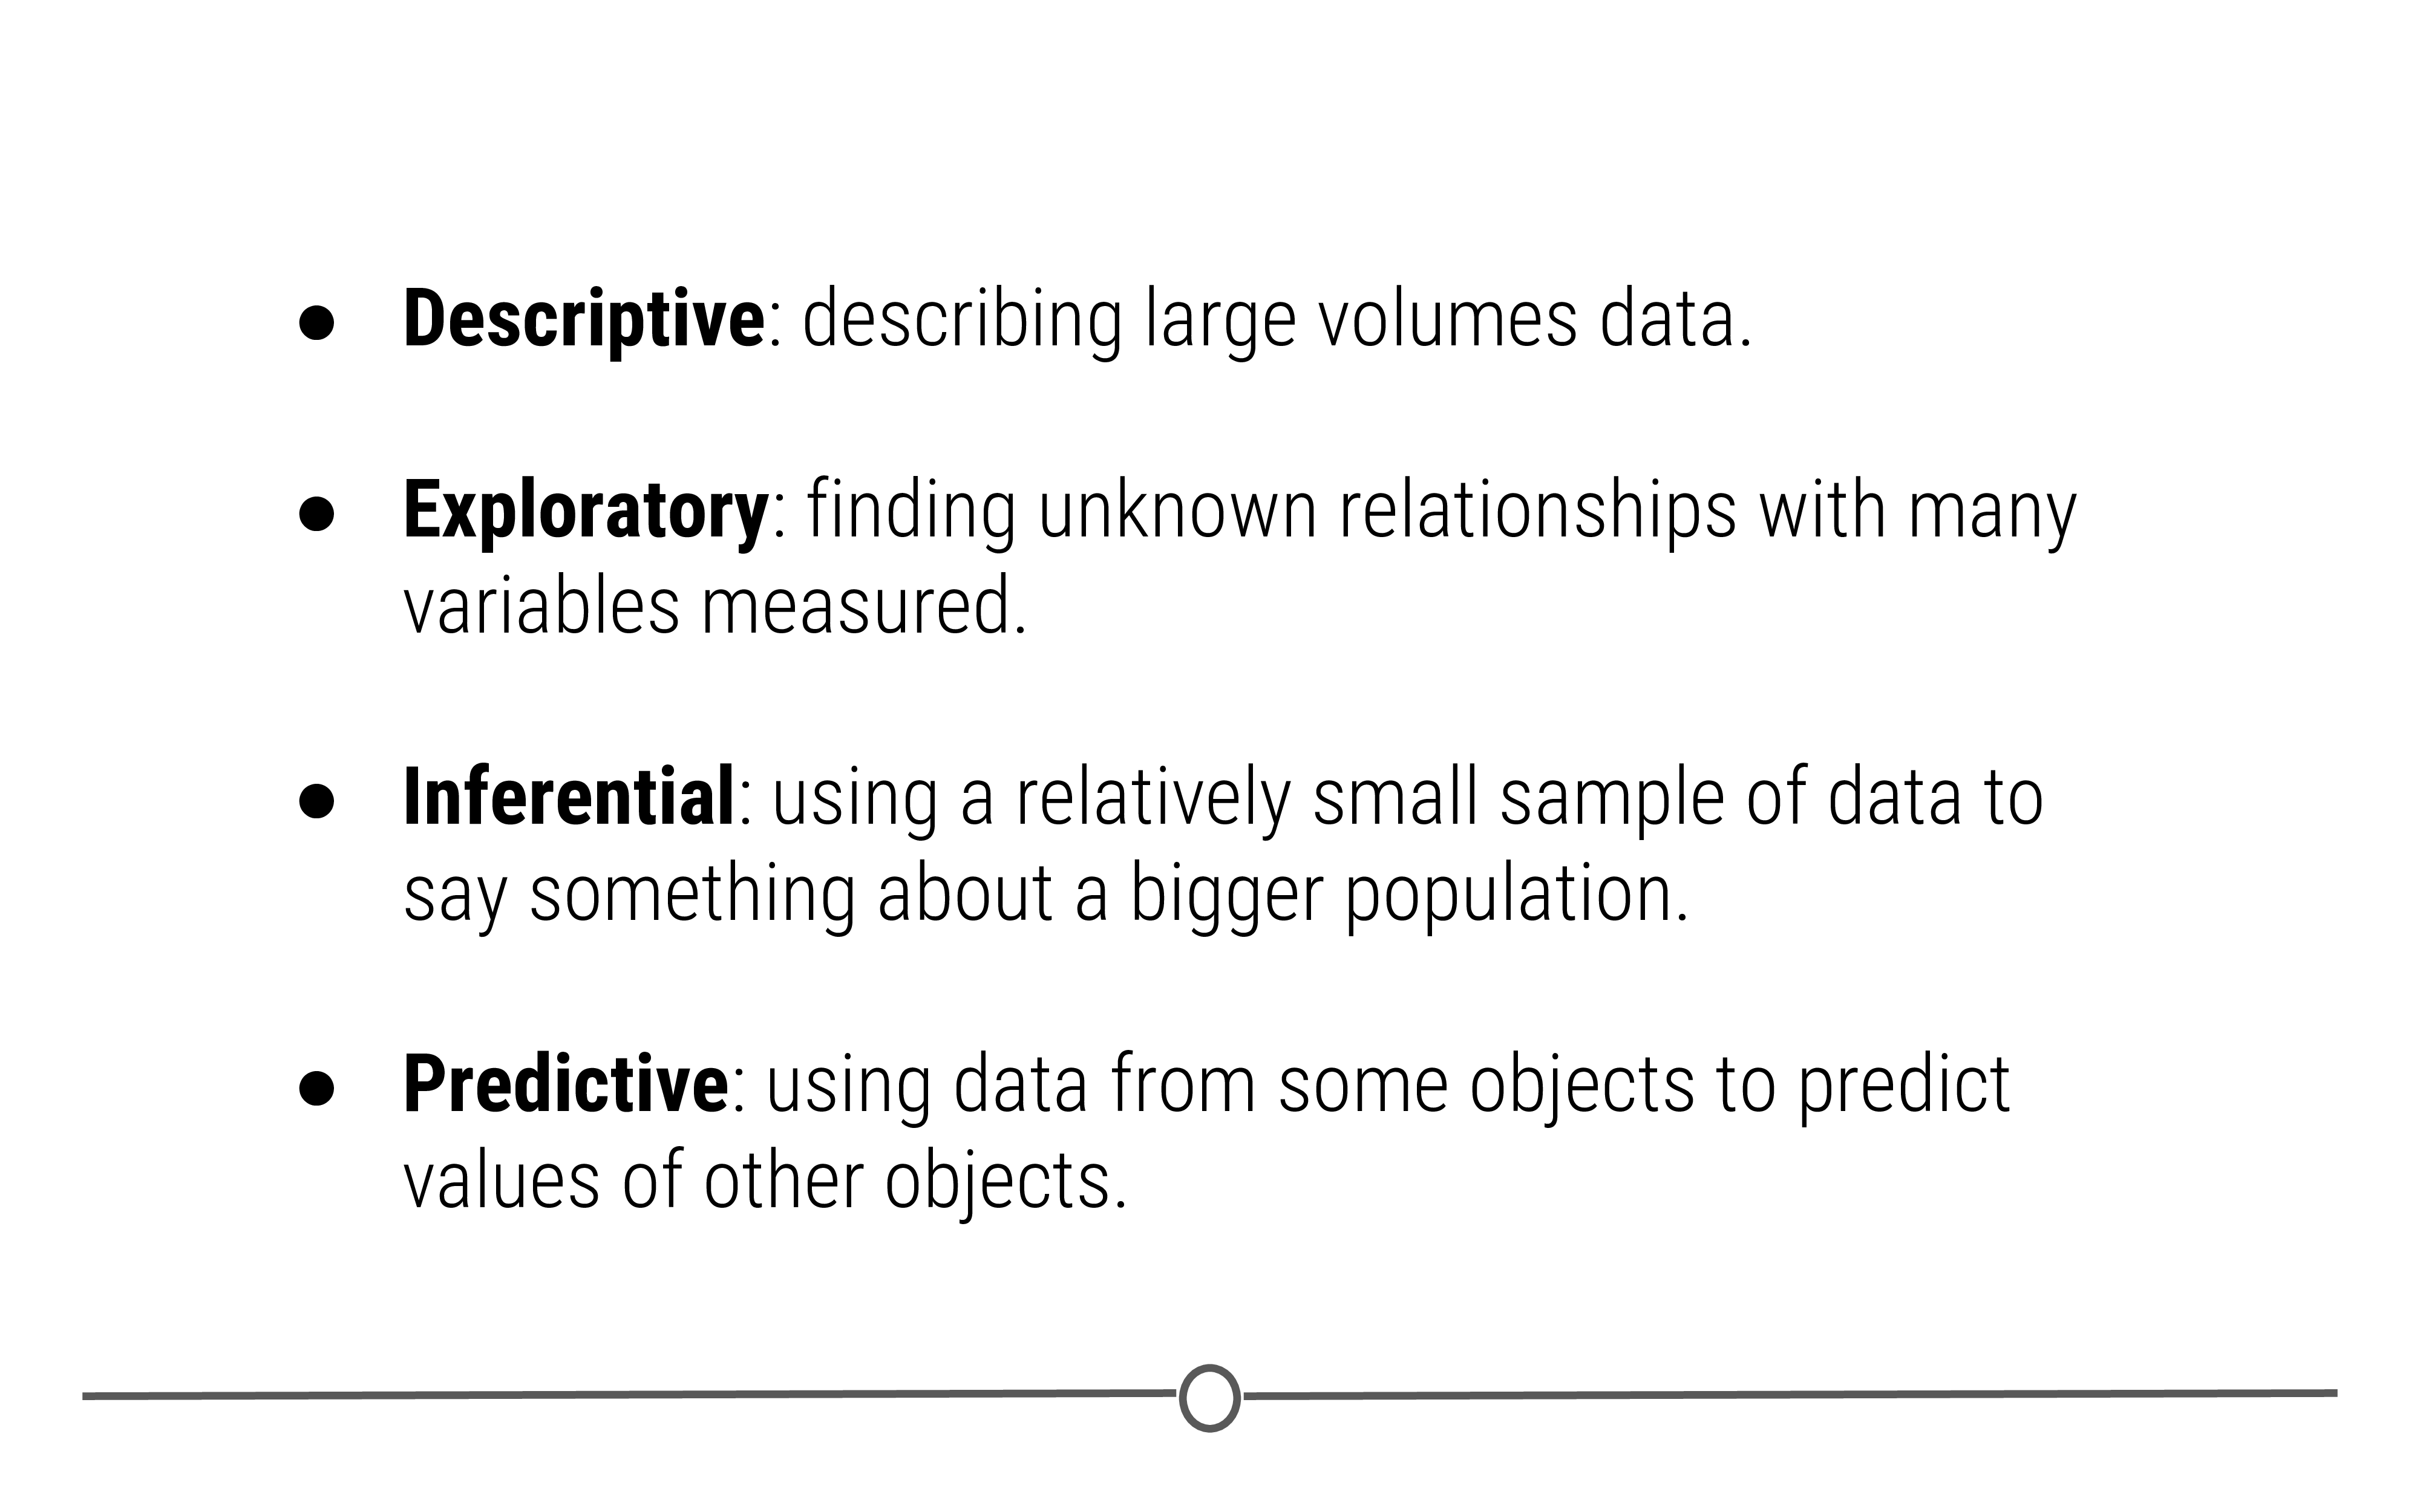 ● Descriptive: describing large volumes data.
● Exploratory: finding unknown relationships with many
variables measured.
● Inferential: using a relatively small sample of data to
say something about a bigger population.
● Predictive: using data from some objects to predict
values of other objects.